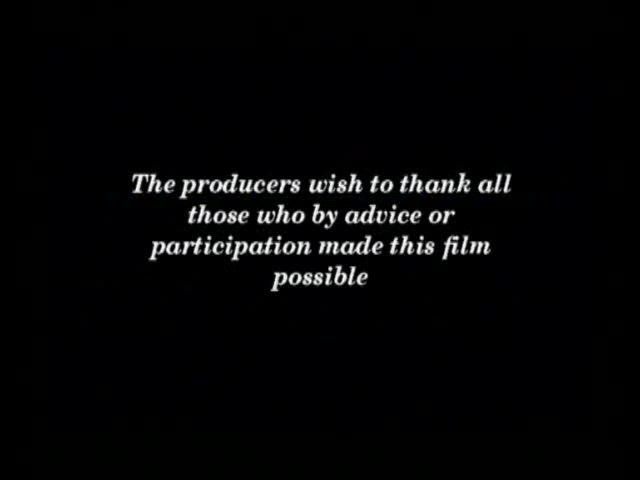 The producers wish to thank all
those who by advice or
participation made this film
possible